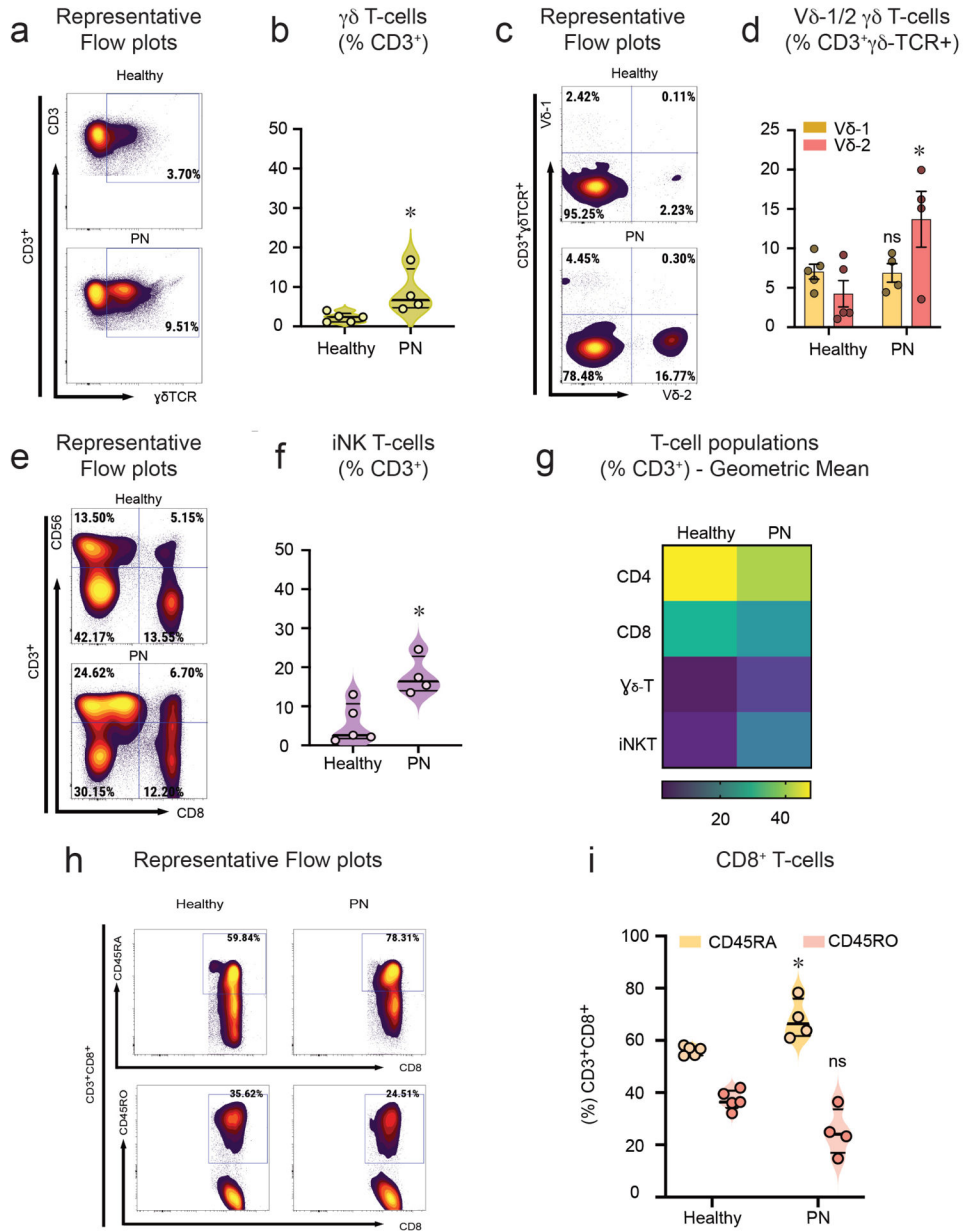 a
Representative
Flow plots
Healthy
CD3
3.70%
PN
9.51%
CD3⁺
γδTCR
b
γδ T-cells
(% CD3⁺)
50
40
30
20
10
0
*
Healthy
PN
c
Representative
Flow plots
Healthy
Vδ-1
2.42%
0.11%
95.25%
2.23%
PN
4.45%
0.30%
78.48%
16.77%
CD3⁺γδTCR⁺
Vδ-2
d
Vδ-1/2 γδ T-cells
(% CD3⁺γδ-TCR+)
25
20
15
10
5
0
Vδ-1
Vδ-2
ns
*
Healthy
PN
e
Representative
Flow plots
Healthy
CD56
13.50%
5.15%
42.17%
13.55%
PN
24.62%
6.70%
30.15%
12.20%
CD3⁺
CD8
f
iNK T-cells
(% CD3⁺)
50
40
30
20
10
0
*
Healthy
PN
g
T-cell populations
(% CD3⁺) - Geometric Mean
Healthy
PN
CD4
CD8
γδ-T
iNKT
20
40
h
Representative Flow plots
Healthy
PN
CD45RA
59.84%
78.31%
CD8
CD3⁺CD8⁺
CD45RO
35.62%
24.51%
CD8
i
CD8⁺ T-cells
CD45RA
CD45RO
100
80
60
40
20
0
(%) CD3⁺CD8⁺
*
ns
Healthy
PN